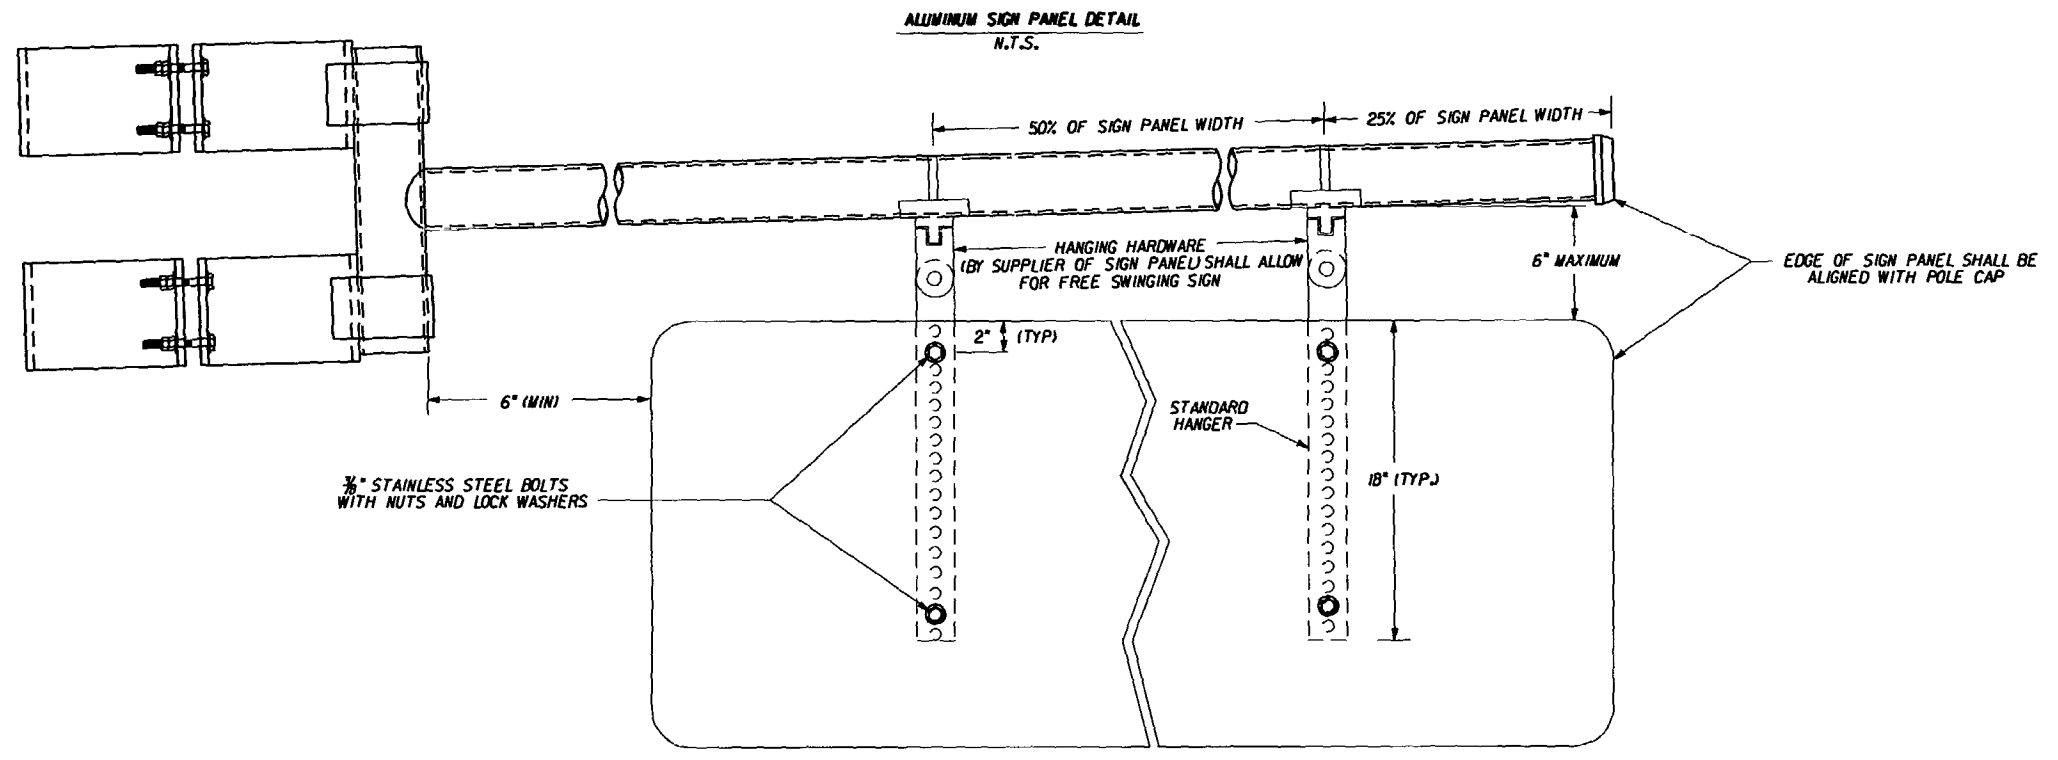 ALUMINUM SIGN PANEL DETAIL
N.T.S.
50% OF SIGN PANEL WIDTH
25% OF SIGN PANEL WIDTH
HANGING HARDWARE
(BY SUPPLIER OF SIGN PANEL) SHALL ALLOW
FOR FREE SWINGING SIGN
6" MAXIMUM
EDGE OF SIGN PANEL SHALL BE
ALIGNED WITH POLE CAP
2" (TYP)
6" (MIN)
STANDARD
HANGER
18" (TYP.)
⅜" STAINLESS STEEL BOLTS
WITH NUTS AND LOCK WASHERS